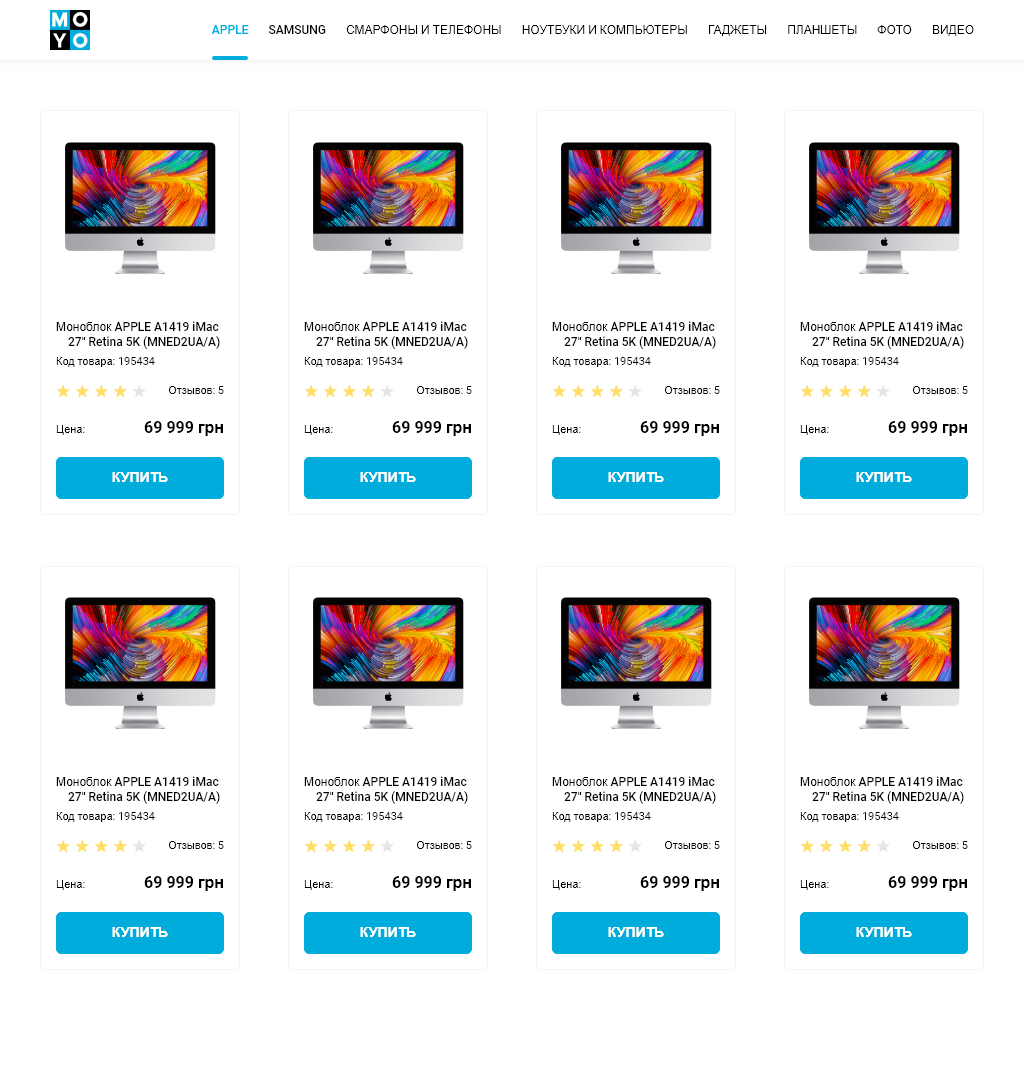 MO
YO
APPLE SAMSUNG СМАРФОНЫ И ТЕЛЕФОНЫ НОУТБУКИ И КОМПЬЮТЕРЫ ГАДЖЕТЫ ПЛАНШЕТЫ ФОТО ВИДЕО
Моноблок APPLE A1419 iMac
27" Retina 5K (MNED2UA/A)
Код товара: 195434
Отзывов: 5
Цена: 69 999 грн
КУПИТЬ
Моноблок APPLE A1419 iMac
27" Retina 5K (MNED2UA/A)
Код товара: 195434
Отзывов: 5
Цена: 69 999 грн
КУПИТЬ
Моноблок APPLE A1419 iMac
27" Retina 5K (MNED2UA/A)
Код товара: 195434
Отзывов: 5
Цена: 69 999 грн
КУПИТЬ
Моноблок APPLE A1419 iMac
27" Retina 5K (MNED2UA/A)
Код товара: 195434
Отзывов: 5
Цена: 69 999 грн
КУПИТЬ
Моноблок APPLE A1419 iMac
27" Retina 5K (MNED2UA/A)
Код товара: 195434
Отзывов: 5
Цена: 69 999 грн
КУПИТЬ
Моноблок APPLE A1419 iMac
27" Retina 5K (MNED2UA/A)
Код товара: 195434
Отзывов: 5
Цена: 69 999 грн
КУПИТЬ
Моноблок APPLE A1419 iMac
27" Retina 5K (MNED2UA/A)
Код товара: 195434
Отзывов: 5
Цена: 69 999 грн
КУПИТЬ
Моноблок APPLE A1419 iMac
27" Retina 5K (MNED2UA/A)
Код товара: 195434
Отзывов: 5
Цена: 69 999 грн
КУПИТЬ